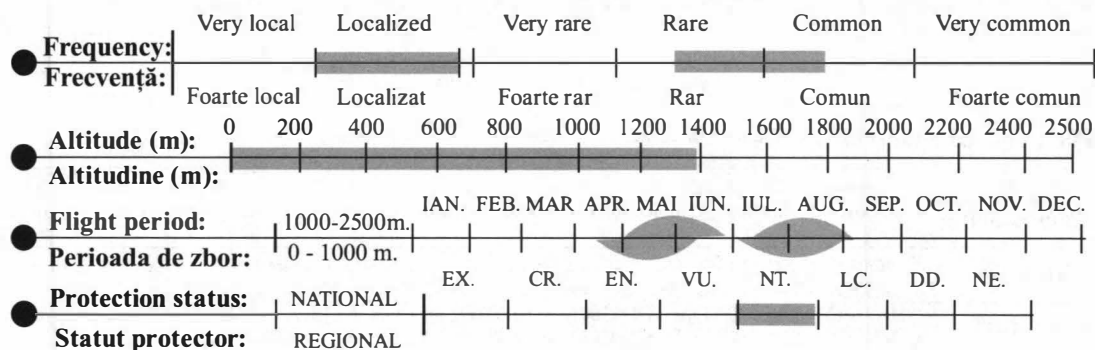 Very local Localized Very rare Rare Common Very common
Frequency:
Frecvență:
Foarte local Localizat Foarte rar Rar Comun Foarte comun
0 200 400 600 800 1000 1200 1400 1600 1800 2000 2200 2400 2500
Altitude (m):
Altitudine (m):
IAN. FEB. MAR APR. MAI IUN. IUL. AUG. SEP. OCT. NOV. DEC.
Flight period: 1000-2500m.
Perioada de zbor: 0 - 1000 m.
EX. CR. EN. VU. NT. LC. DD. NE.
Protection status: NATIONAL
Statut protector: REGIONAL